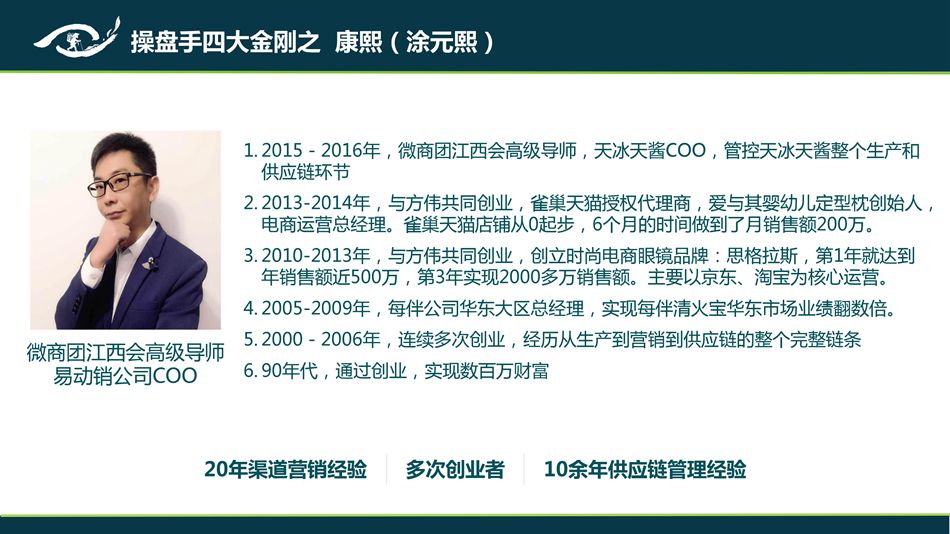 操盘手四大金刚之 康熙（涂元熙）
1. 2015 - 2016年，微商团江西会高级导师，天冰天酱COO，管控天冰天酱整个生产和
供应链环节
2. 2013-2014年，与方伟共同创业，雀巢天猫授权代理商，爱与其婴幼儿定型枕创始人，
电商运营总经理。雀巢天猫店铺从0起步，6个月的时间做到了月销售额200万。
3. 2010-2013年，与方伟共同创业，创立时尚电商眼镜品牌：思格拉斯，第1年就达到
年销售额近500万，第3年实现2000多万销售额。主要以京东、淘宝为核心运营。
4. 2005-2009年，每伴公司华东大区总经理，实现每伴清火宝华东市场业绩翻数倍。
5. 2000 - 2006年，连续多次创业，经历从生产到营销到供应链的整个完整链条
6. 90年代，通过创业，实现数百万财富
微商团江西会高级导师
易动销公司COO
20年渠道营销经验 多次创业者 10余年供应链管理经验